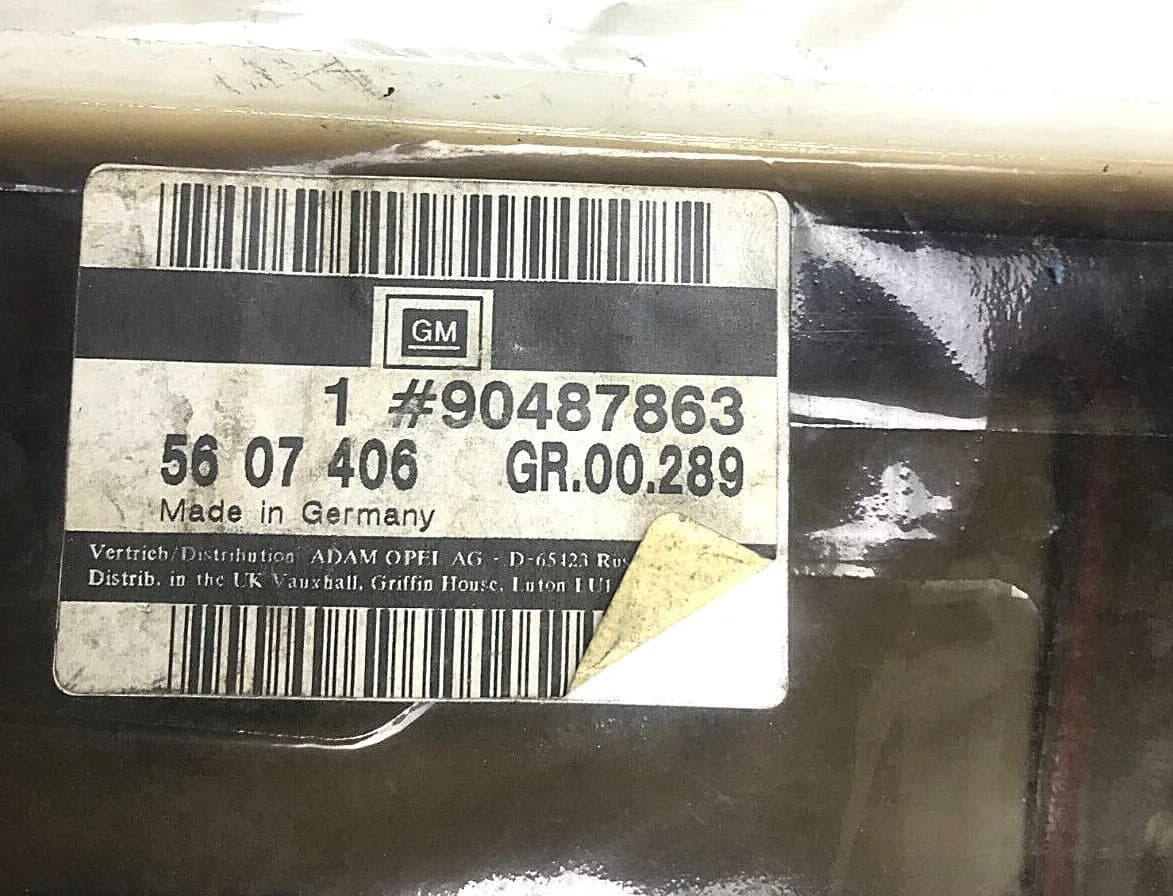 GM
1 #90487863
56 07 406 GR.00.289
Made in Germany
Vertrieb/Distribution ADAM OPEL AG - D-65423
Distrib. in the UK Vauxhall, Griffin House, Luton LU1